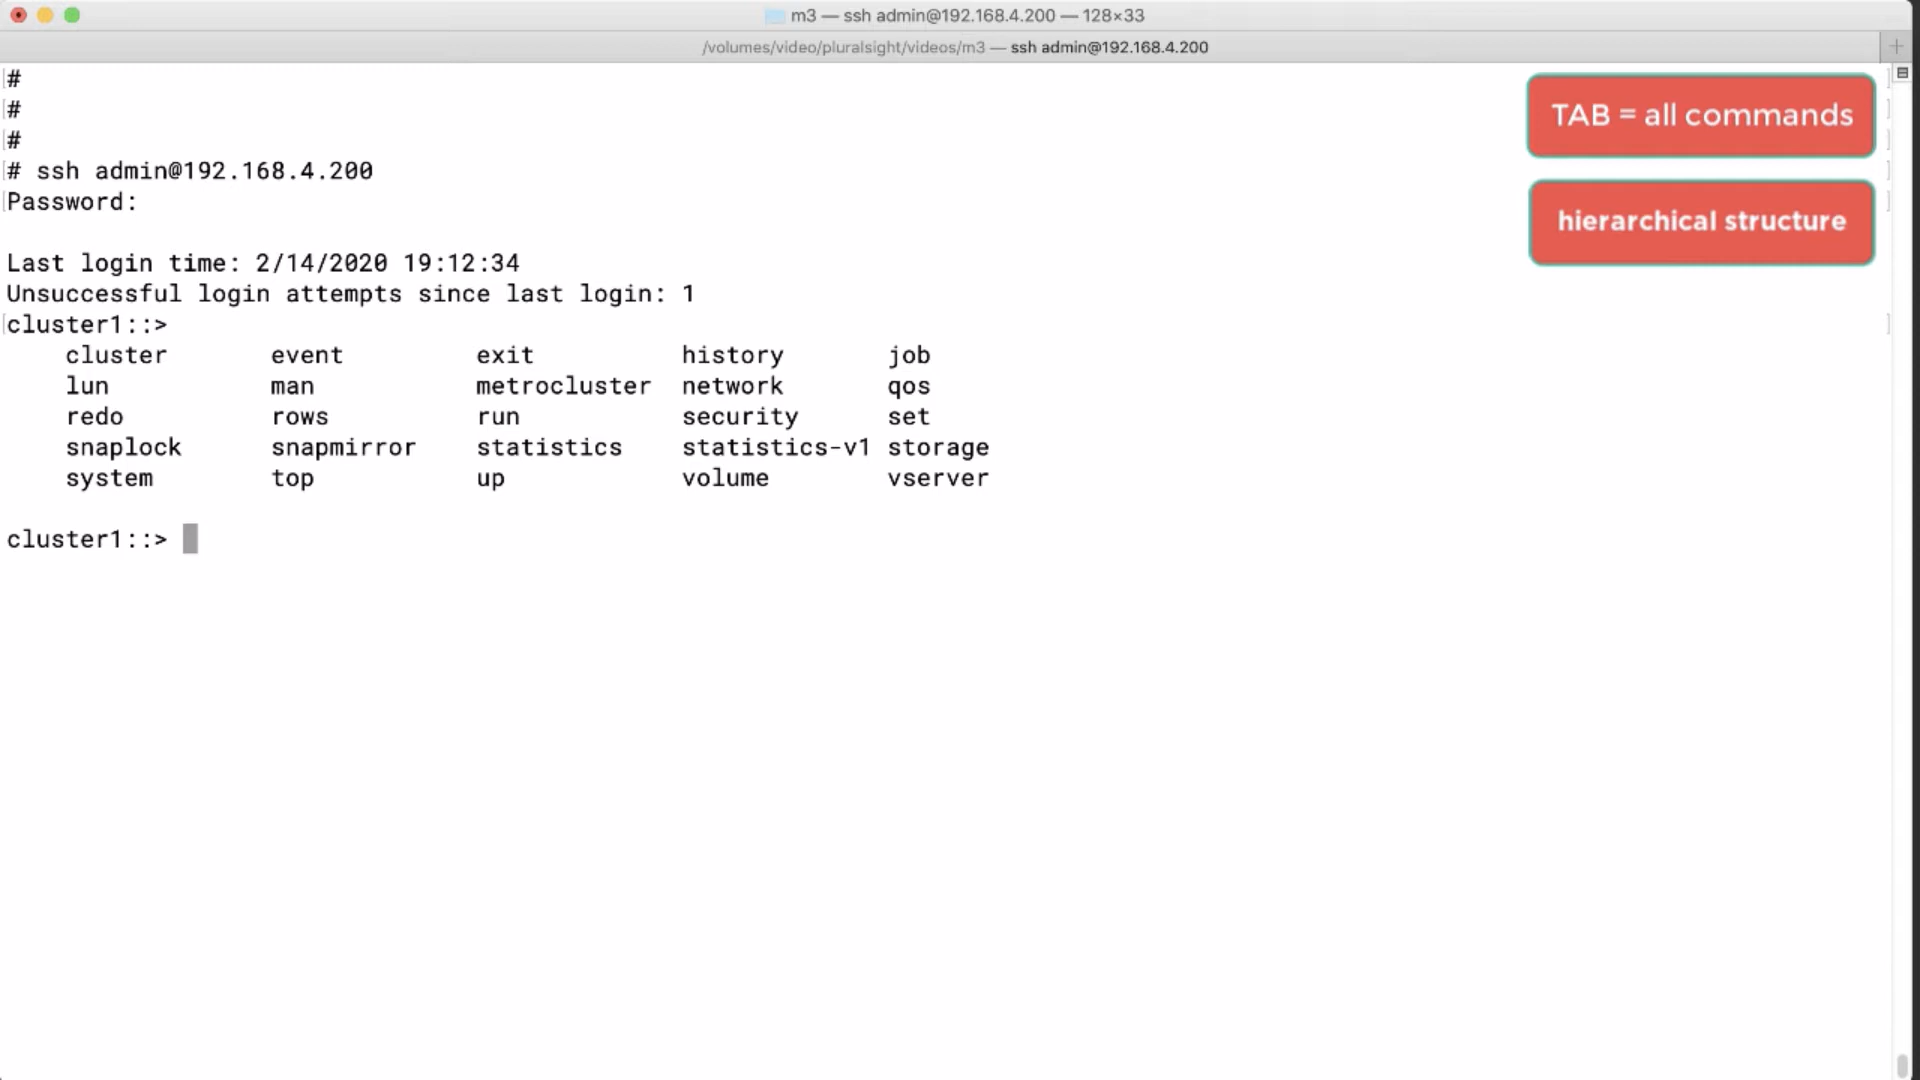 m3 — ssh admin@192.168.4.200 — 128×33
/volumes/video/pluralsight/videos/m3 — ssh admin@192.168.4.200
#
#
#
# ssh admin@192.168.4.200
Password:
Last login time: 2/14/2020 19:12:34
Unsuccessful login attempts since last login: 1
cluster1::>
cluster event exit history job
lun man metrocluster network qos
redo rows run security set
snaplock snapmirror statistics statistics-v1 storage
system top up volume vserver
cluster1::>
TAB = all commands
hierarchical structure